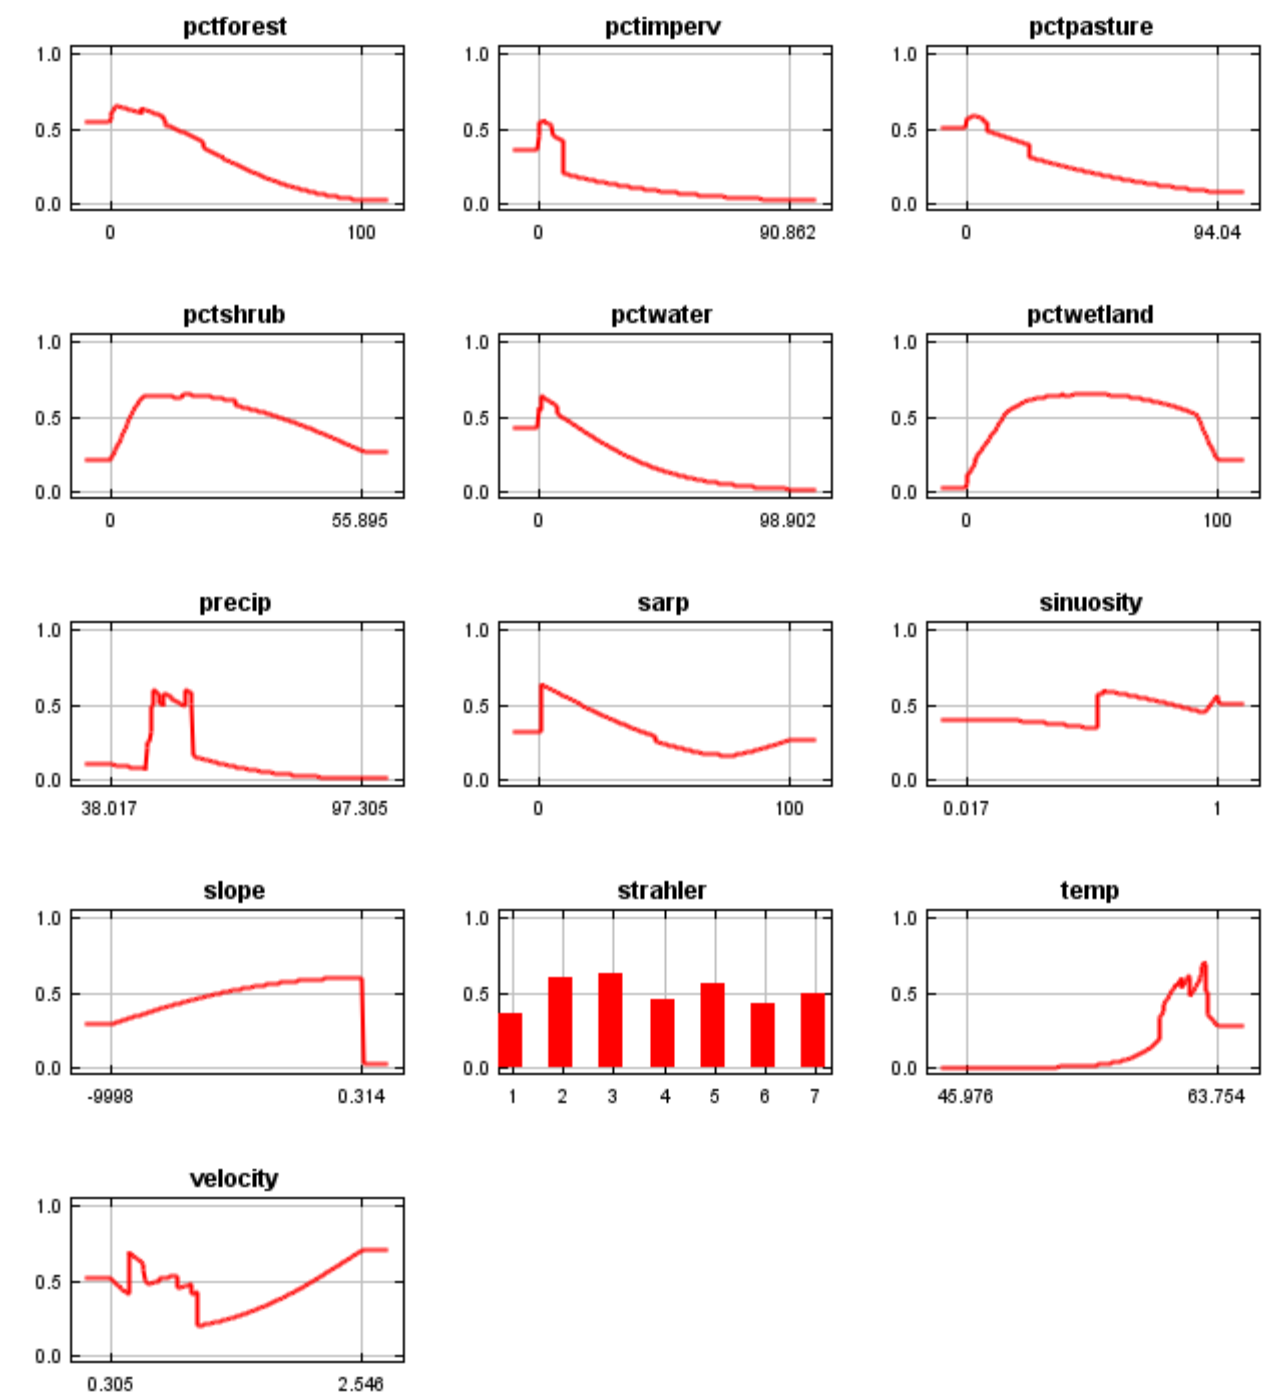 pctforest pctimperv pctpasture
1.0 1.0 1.0
0.5 0.5 0.5
0.0 0.0 0.0
0 100 0 90.862 0 94.04
pctshrub pctwater pctwetland
1.0 1.0 1.0
0.5 0.5 0.5
0.0 0.0 0.0
0 55.895 0 98.902 0 100
precip sarp sinuosity
1.0 1.0 1.0
0.5 0.5 0.5
0.0 0.0 0.0
38.017 97.305 0 100 0.017 1
slope strahler temp
1.0 1.0 1.0
0.5 0.5 0.5
0.0 0.0 0.0
-9998 0.314 1 2 3 4 5 6 7 45.976 63.754
velocity
1.0
0.5
0.0
0.305 2.546